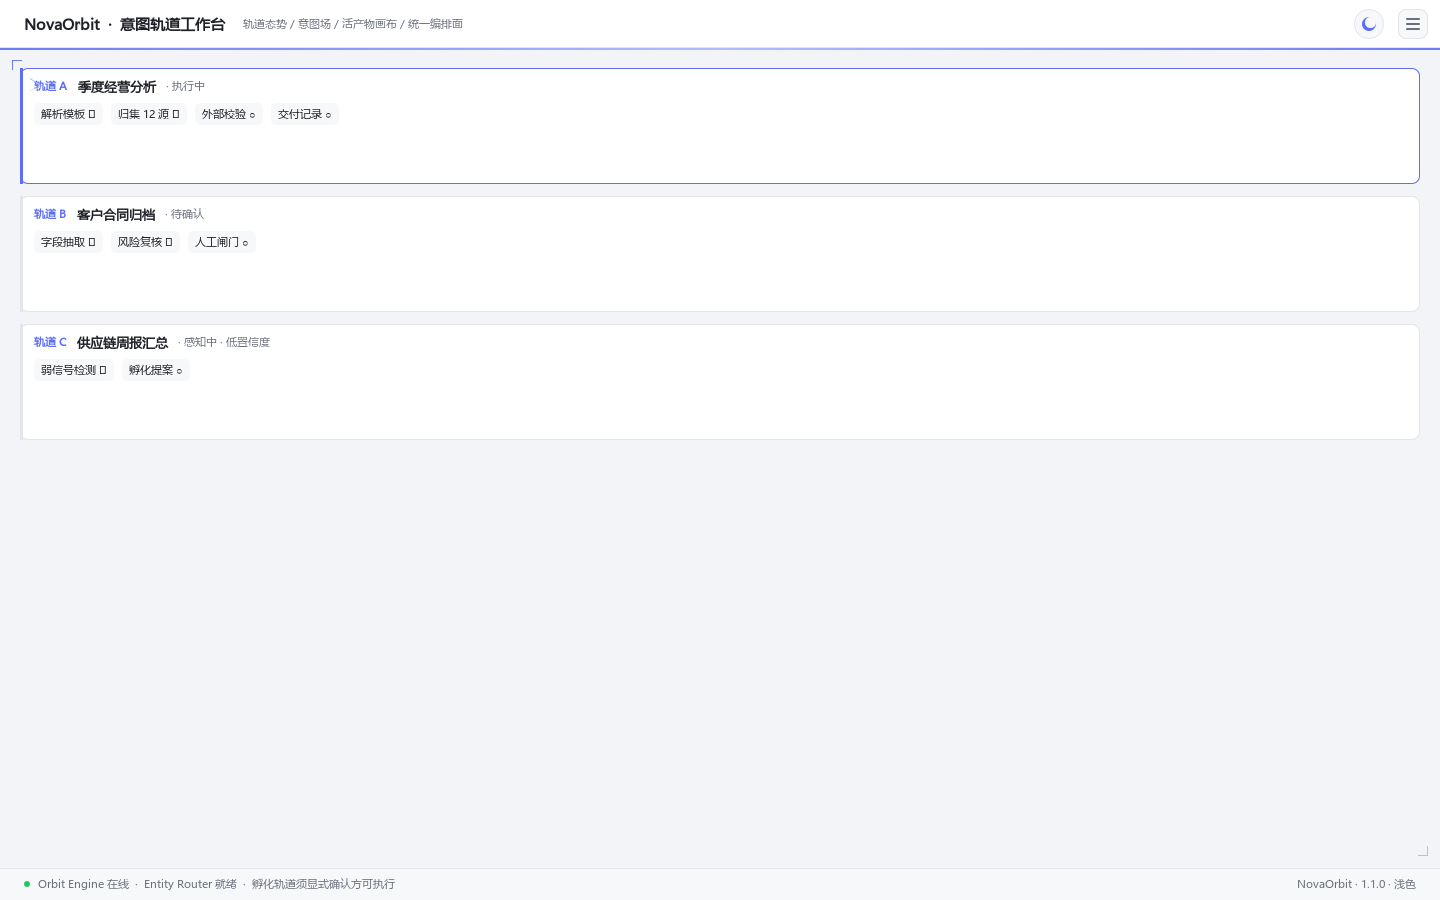 NovaOrbit · 意图轨道工作台 轨道态势 / 意图场 / 活产物画布 / 统一编排面
轨道 A 季度经营分析 · 执行中
解析模板 归集 12 源 外部校验 ○ 交付记录 ○
轨道 B 客户合同归档 · 待确认
字段抽取 风险复核 人工闸门 ○
轨道 C 供应链周报汇总 · 感知中 · 低置信度
弱信号检测 孵化提案 ○
Orbit Engine 在线 · Entity Router 就绪 · 孵化轨道须显式确认方可执行
NovaOrbit · 1.1.0 · 浅色